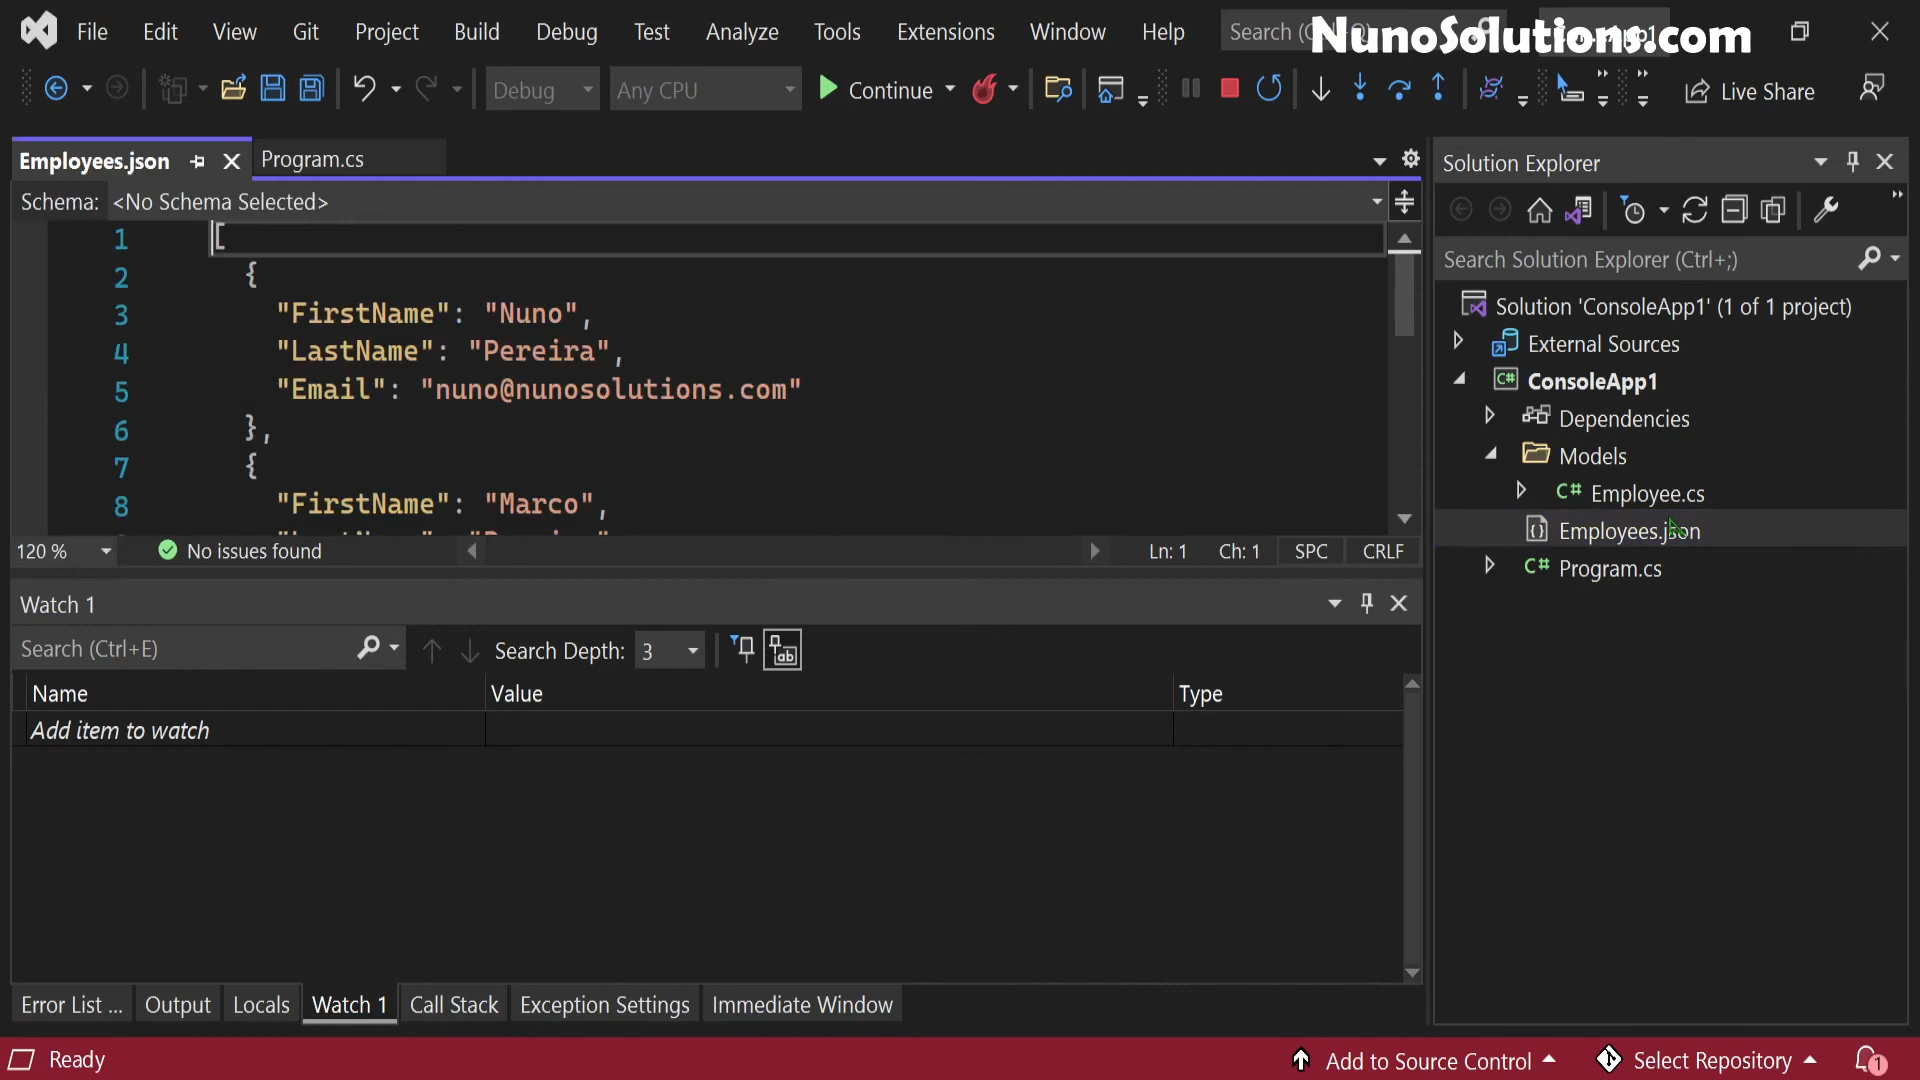 File Edit View Git Project Build Debug Test Analyze Tools Extensions Window Help Search (
NunoSolutions.com
Debug Any CPU Continue Live Share
Employees.json Program.cs
Schema: <No Schema Selected>
1 [
2 {
3 "FirstName": "Nuno",
4 "LastName": "Pereira",
5 "Email": "nuno@nunosolutions.com"
6 },
7 {
8 "FirstName": "Marco",
120 % No issues found Ln: 1 Ch: 1 SPC CRLF
Watch 1
Search (Ctrl+E) Search Depth: 3
Name Value Type
Add item to watch
Error List ... Output Locals Watch 1 Call Stack Exception Settings Immediate Window
Solution Explorer
Search Solution Explorer (Ctrl+;)
Solution 'ConsoleApp1' (1 of 1 project)
External Sources
C# ConsoleApp1
Dependencies
Models
C# Employee.cs
Employees.json
C# Program.cs
Ready Add to Source Control Select Repository 1